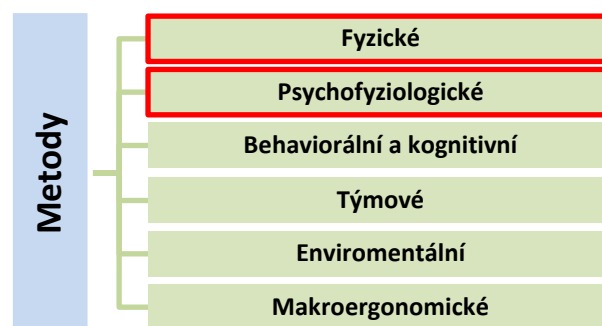 Metody
Fyzické
Psychofyziologické
Behaviorální a kognitivní
Týmové
Enviromentální
Makroergonomické